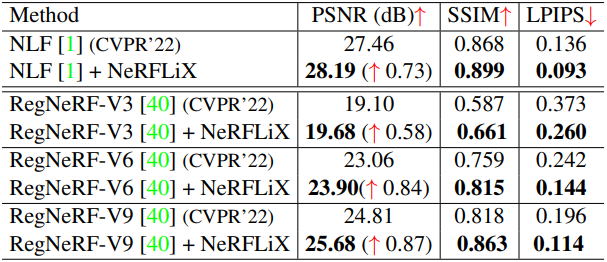 Method PSNR (dB)↑ SSIM↑ LPIPS↓
NLF [1] (CVPR'22) 27.46 0.868 0.136
NLF [1] + NeRFLiX 28.19 (↑ 0.73) 0.899 0.093
RegNeRF-V3 [40] (CVPR'22) 19.10 0.587 0.373
RegNeRF-V3 [40] + NeRFLiX 19.68 (↑ 0.58) 0.661 0.260
RegNeRF-V6 [40] (CVPR'22) 23.06 0.759 0.242
RegNeRF-V6 [40] + NeRFLiX 23.90(↑ 0.84) 0.815 0.144
RegNeRF-V9 [40] (CVPR'22) 24.81 0.818 0.196
RegNeRF-V9 [40] + NeRFLiX 25.68 (↑ 0.87) 0.863 0.114